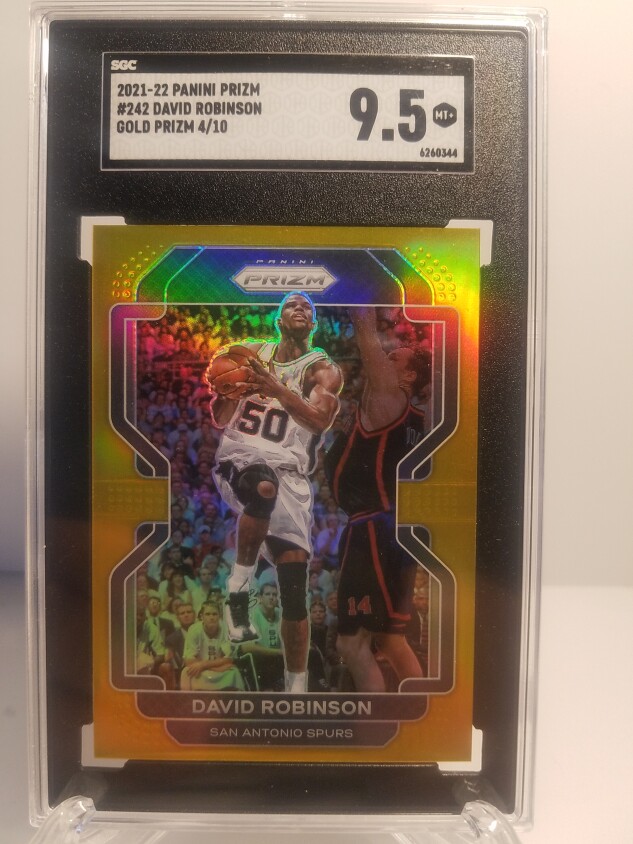 SGC
2021-22 PANINI PRIZM
#242 DAVID ROBINSON
GOLD PRIZM 4/10
9.5 MT+
6260344
PANINI
PRIZM
50
14
DAVID ROBINSON
SAN ANTONIO SPURS